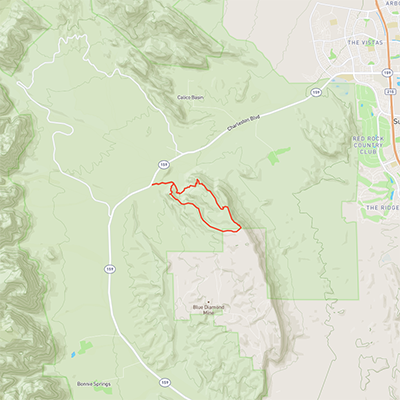 ARBO
THE VISTAS
159
215
159
Calico Basin
Charleston Blvd
RED ROCK
COUNTRY
CLUB
Su
159
THE RIDGE
159
Blue Diamond
Mine
Bonnie Springs
159